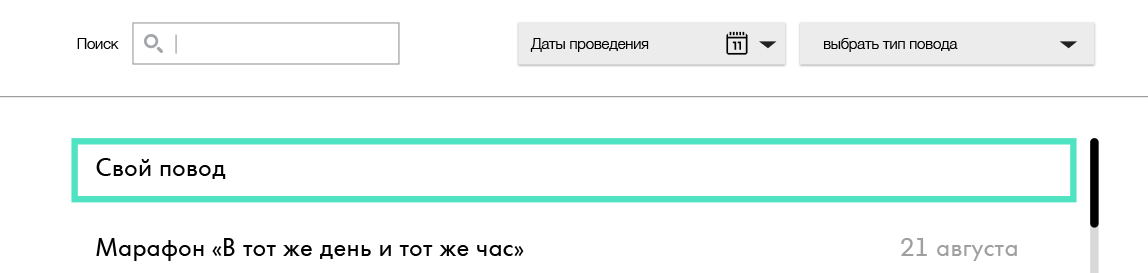 Поиск
Даты проведения 11
выбрать тип повода
Свой повод
Марафон «В тот же день и тот же час» 21 августа